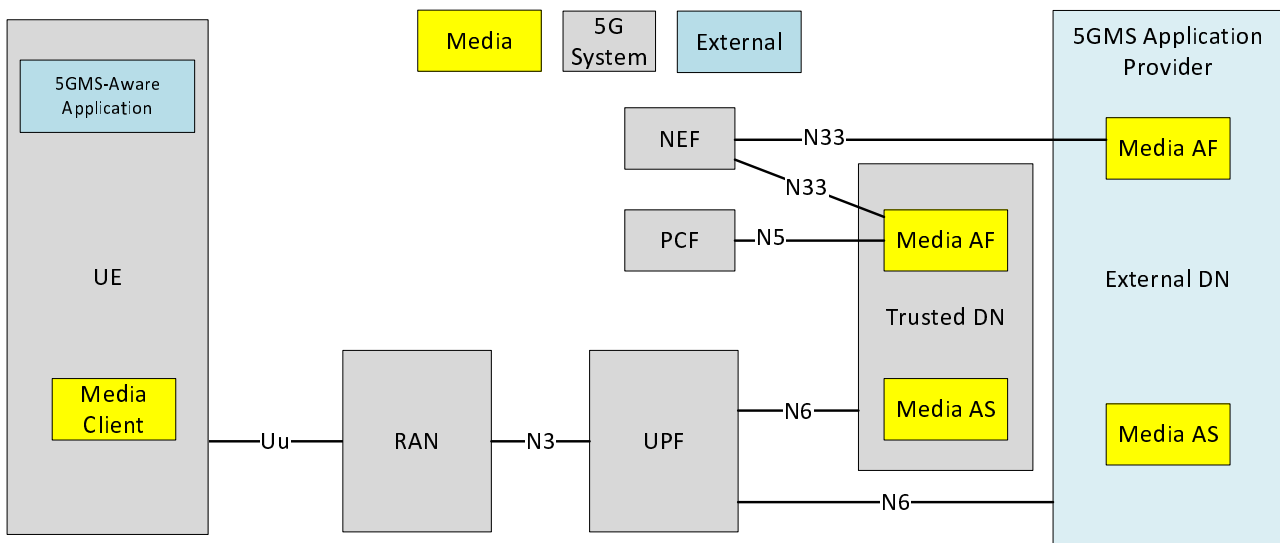 Media
5G
System
External
5GMS Application
Provider
5GMS-Aware
Application
NEF
N33
Media AF
N33
PCF
N5
Media AF
UE
External DN
Trusted DN
Media
Client
Media AS
N6
Media AS
Uu
RAN
N3
UPF
N6